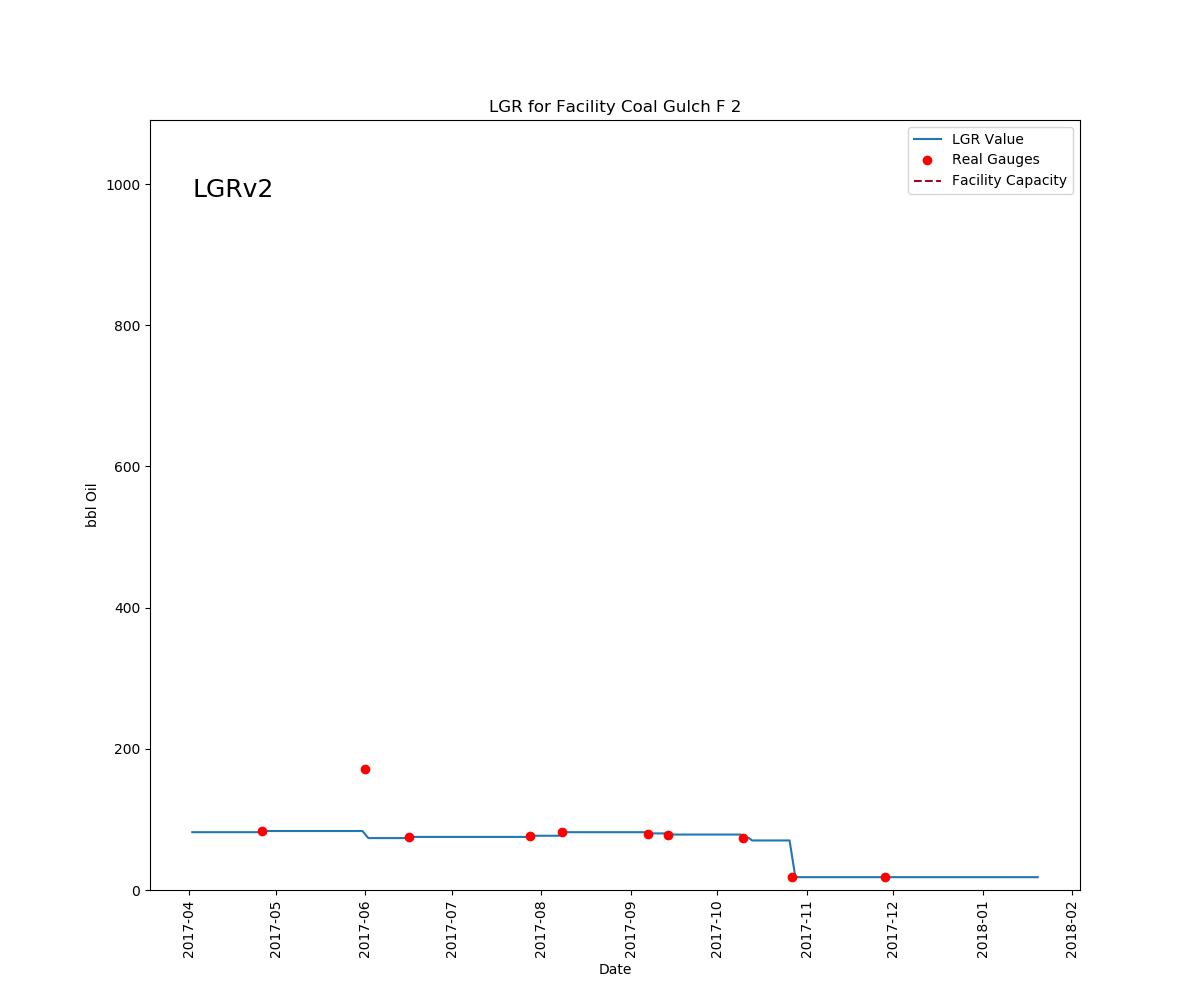 LGR for Facility Coal Gulch F 2
LGRv2
LGR Value
Real Gauges
Facility Capacity
bbl Oil
1000
800
600
400
200
0
2017-04
2017-05
2017-06
2017-07
2017-08
2017-09
2017-10
2017-11
2017-12
2018-01
2018-02
Date